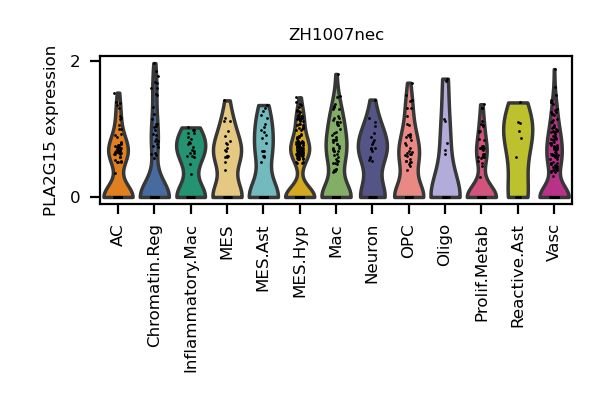 ZH1007nec
PLA2G15 expression
2
0
AC
Chromatin.Reg
Inflammatory.Mac
MES
MES.Ast
MES.Hyp
Mac
Neuron
OPC
Oligo
Prolif.Metab
Reactive.Ast
Vasc